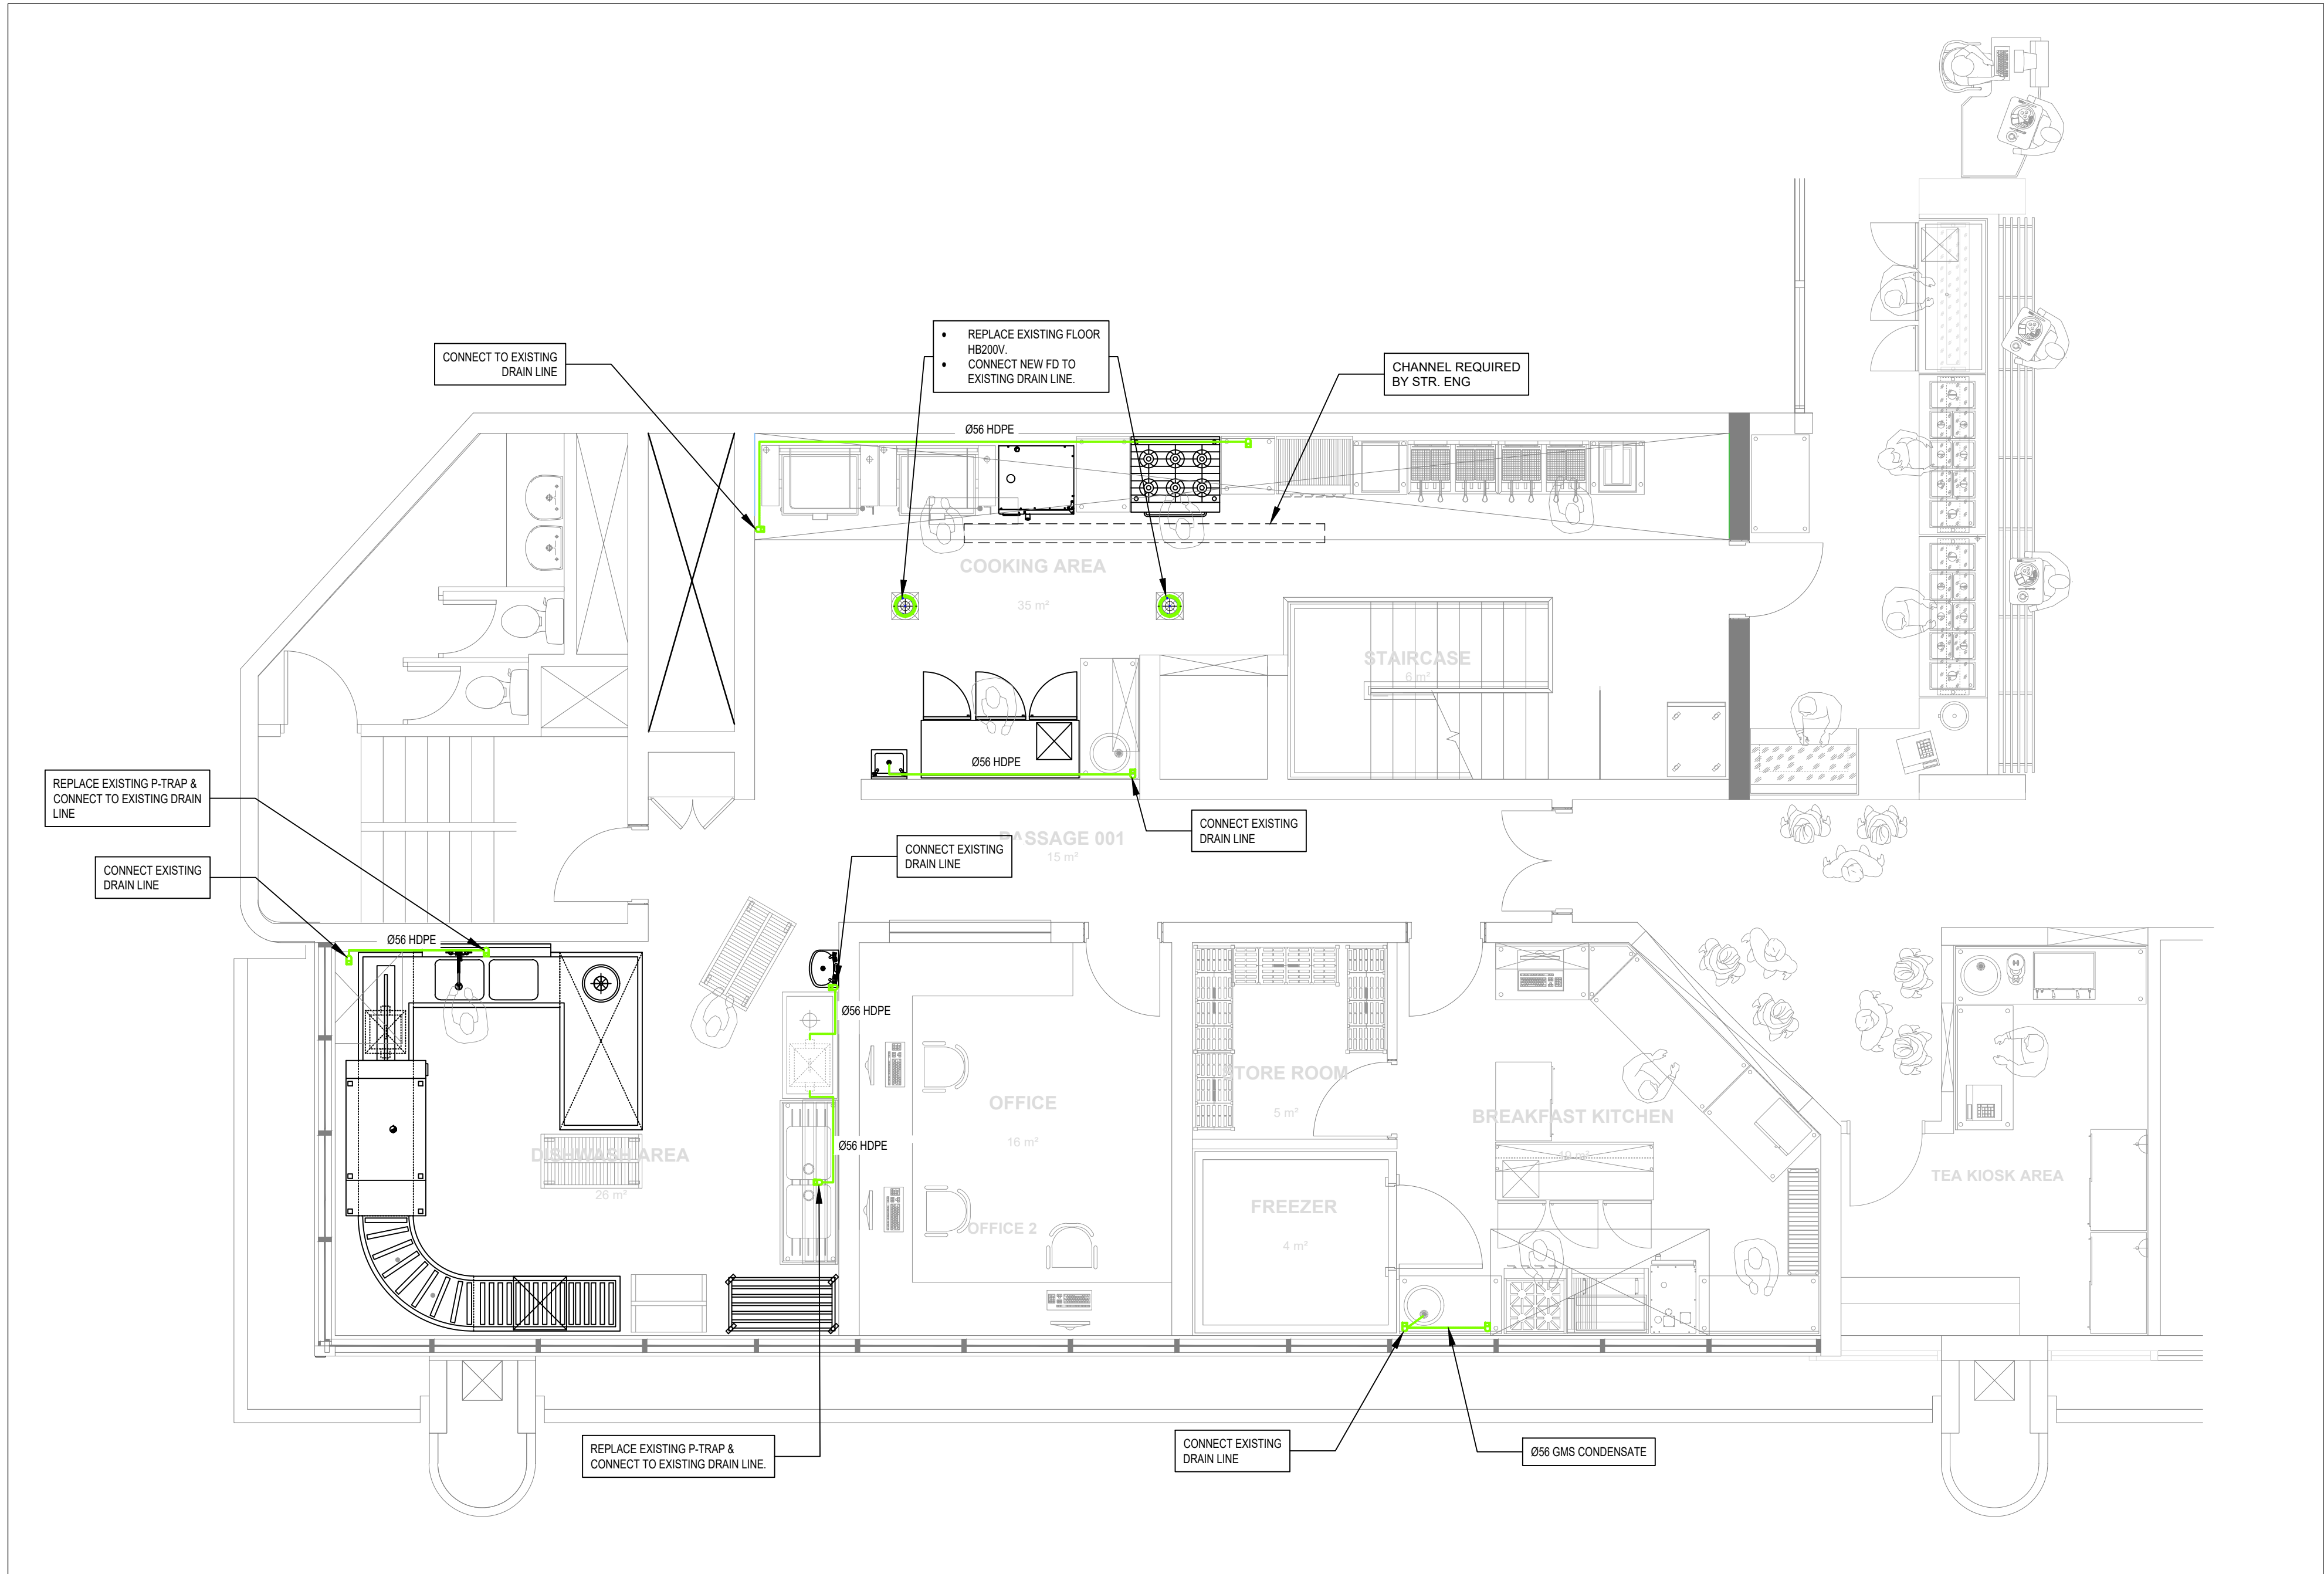 REPLACE EXISTING FLOOR
HB200V.
CONNECT NEW FD TO
EXISTING DRAIN LINE.
CONNECT TO EXISTING
DRAIN LINE
CHANNEL REQUIRED
BY STR. ENG
Ø56 HDPE
COOKING AREA
35 m²
STAIRCASE
6 m²
Ø56 HDPE
REPLACE EXISTING P-TRAP &
CONNECT TO EXISTING DRAIN
LINE
CONNECT EXISTING
DRAIN LINE
PASSAGE 001
15 m²
CONNECT EXISTING
DRAIN LINE
CONNECT EXISTING
DRAIN LINE
Ø56 HDPE
Ø56 HDPE
TORE ROOM
5 m²
OFFICE
16 m²
BREAKFAST KITCHEN
19 m²
Ø56 HDPE
DISHWASH AREA
26 m²
TEA KIOSK AREA
FREEZER
4 m²
OFFICE 2
REPLACE EXISTING P-TRAP &
CONNECT TO EXISTING DRAIN LINE.
CONNECT EXISTING
DRAIN LINE
Ø56 GMS CONDENSATE